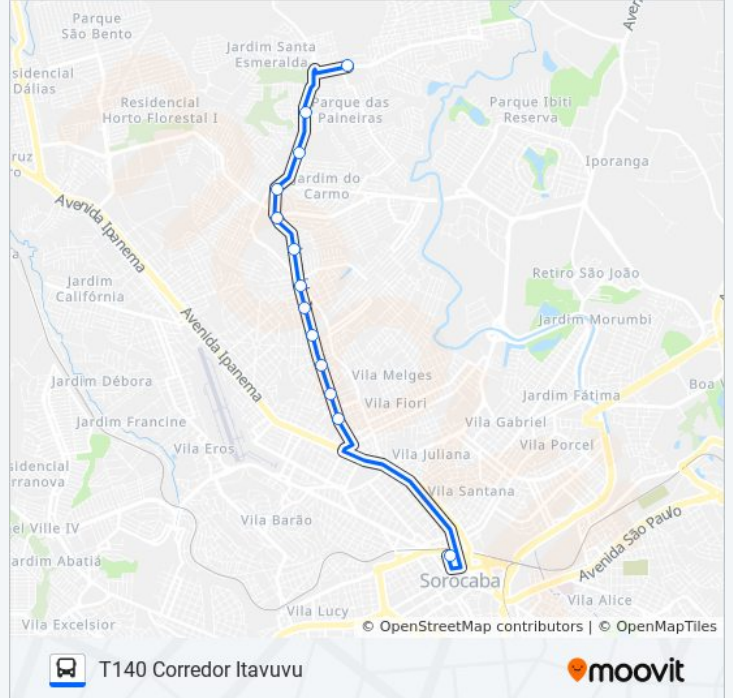 Parque
São Bento
Jardim Santa
Esmeralda
sidencial
Dálias
Residencial
Horto Florestal I
Parque das
Paineiras
Parque Ibiti
Reserva
Iporanga
ruz
o
Jardim do
Carmo
Avenida Ipanema
a
Jardim
Califórnia
Retiro São João
Jardim Morumbi
Avenida Ipanema
Jardim Débora
Vila Melges
Jardim Fátima
Boa V
Vila Fiori
Jardim Francine
Vila Gabriel
Vila Eros
Vila Juliana
Vila Porcel
sidencial
rranova
Vila Santana
Vila Barão
el Ville IV
Avenida São Paulo
ardim Abatiá
Sorocaba
Vila Lucy
Vila Alice
Vila Excelsior
© OpenStreetMap contributors | © OpenMapTiles
T140 Corredor Itavuvu
moovit